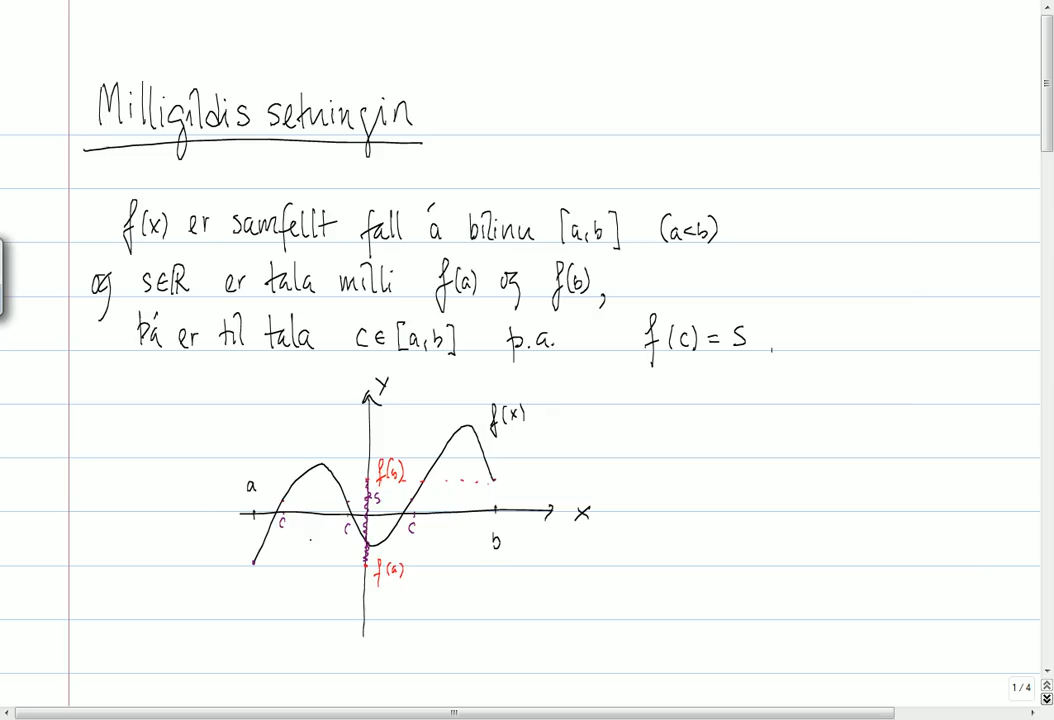 Milligildis setningin
f(x) er samfellt fall á bilinu [a,b] (a<b)
og s∈R er tala milli f(a) og f(b),
þá er til tala c∈[a,b] þ.a. f(c) = s.
y
f(x)
f(b)
a
s
c c c
x
b
f(a)
1/4